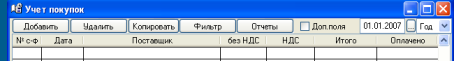 Учет покупок
Добавить Удалить Копировать Фильтр Отчеты Доп.поля 01.01.2007 ... Год
№ с-ф Дата Поставщик без НДС НДС Итого Оплачено